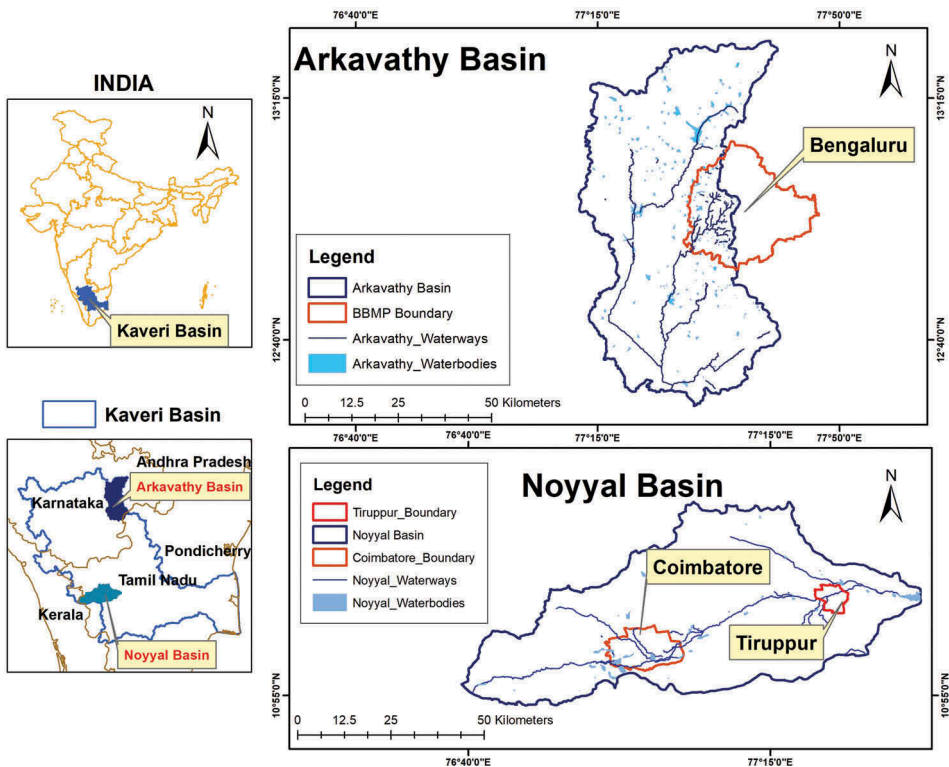 INDIA
N
Kaveri Basin
Kaveri Basin
Andhra Pradesh
Arkavathy Basin
Karnataka
Pondicherry
Tamil Nadu
Kerala
Noyyal Basin
76°40'0"E
77°15'0"E
77°50'0"E
Arkavathy Basin
N
13°15'0"N
13°15'0"N
Bengaluru
Legend
Arkavathy Basin
BBMP Boundary
Arkavathy_Waterways
Arkavathy_Waterbodies
12°40'0"N
12°40'0"N
0 12.5 25 50 Kilometers
76°40'0"E
76°40'0"E
77°15'0"E
77°15'0"E
77°50'0"E
Noyyal Basin
N
Legend
Tiruppur_Boundary
Noyyal Basin
Coimbatore_Boundary
Noyyal_Waterways
Noyyal_Waterbodies
Coimbatore
Tiruppur
10°55'0"N
10°55'0"N
0 12.5 25 50 Kilometers
76°40'0"E
77°15'0"E